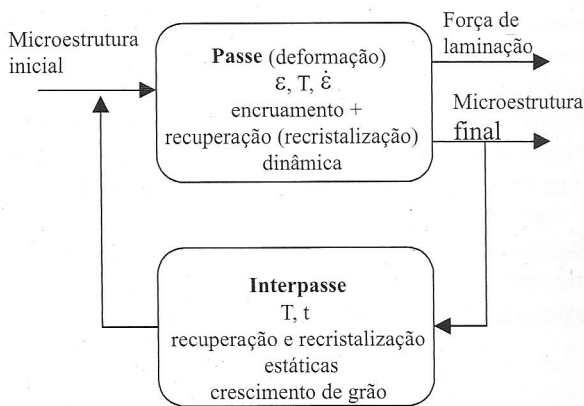 Microestrutura
inicial
Passe (deformação)
ε, T, ε̇
encruamento +
recuperação (recristalização)
dinâmica
Força de
laminação
Microestrutura
final
Interpasse
T, t
recuperação e recristalização
estáticas
crescimento de grão